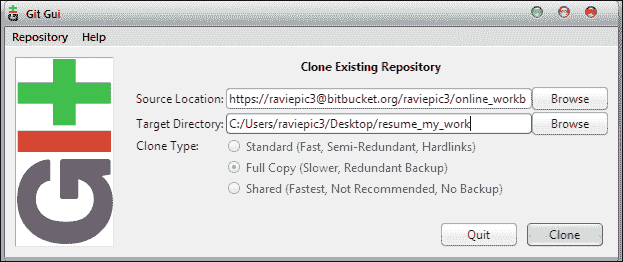 Git Gui
Repository Help
Clone Existing Repository
Source Location: https://raviepic3@bitbucket.org/raviepic3/online_workb Browse
Target Directory: C:/Users/raviepic3/Desktop/resume_my_work Browse
Clone Type: Standard (Fast, Semi-Redundant, Hardlinks)
Full Copy (Slower, Redundant Backup)
Shared (Fastest, Not Recommended, No Backup)
Quit Clone
Git